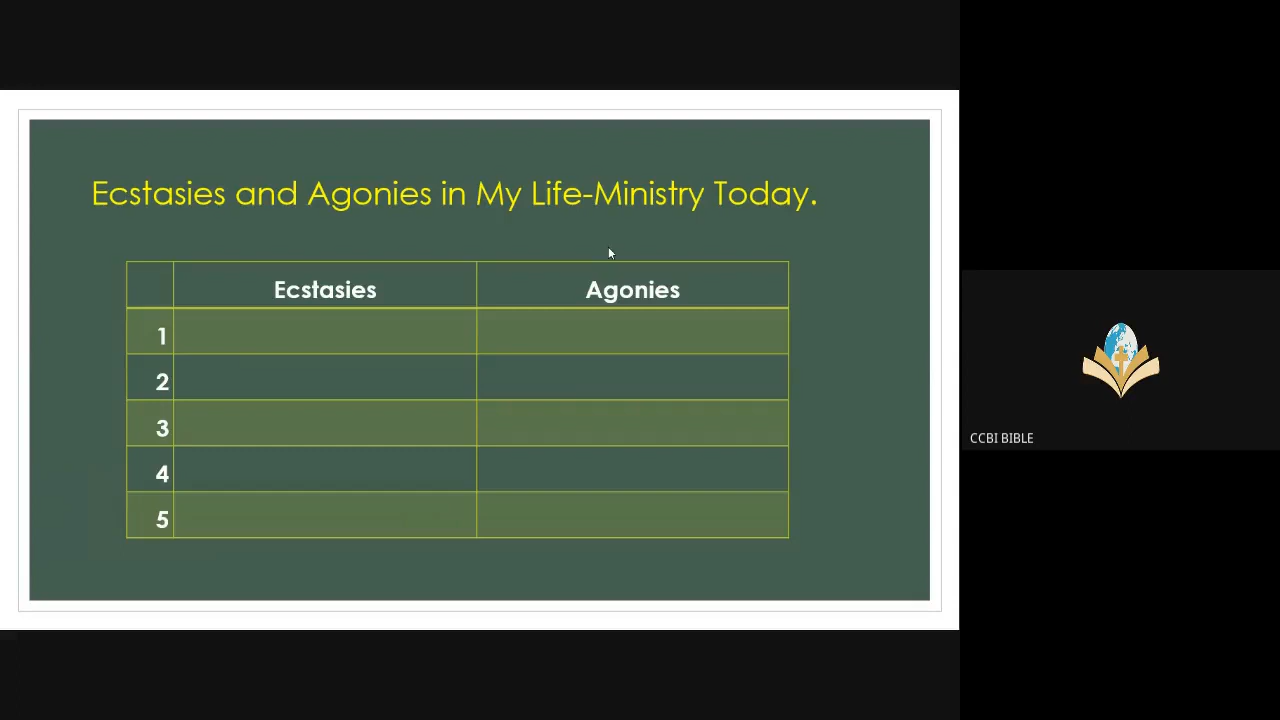 Ecstasies and Agonies in My Life-Ministry Today.
Ecstasies Agonies
1
2
3
4
5
CCBI BIBLE